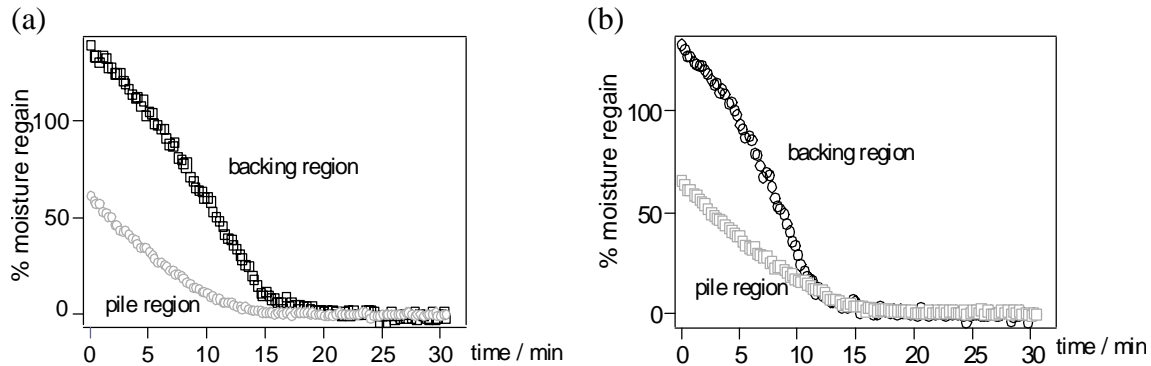 (a)
% moisture regain
100
50
0
backing region
pile region
0 5 10 15 20 25 30 time / min
(b)
% moisture regain
100
50
0
backing region
pile region
0 5 10 15 20 25 30 time / min